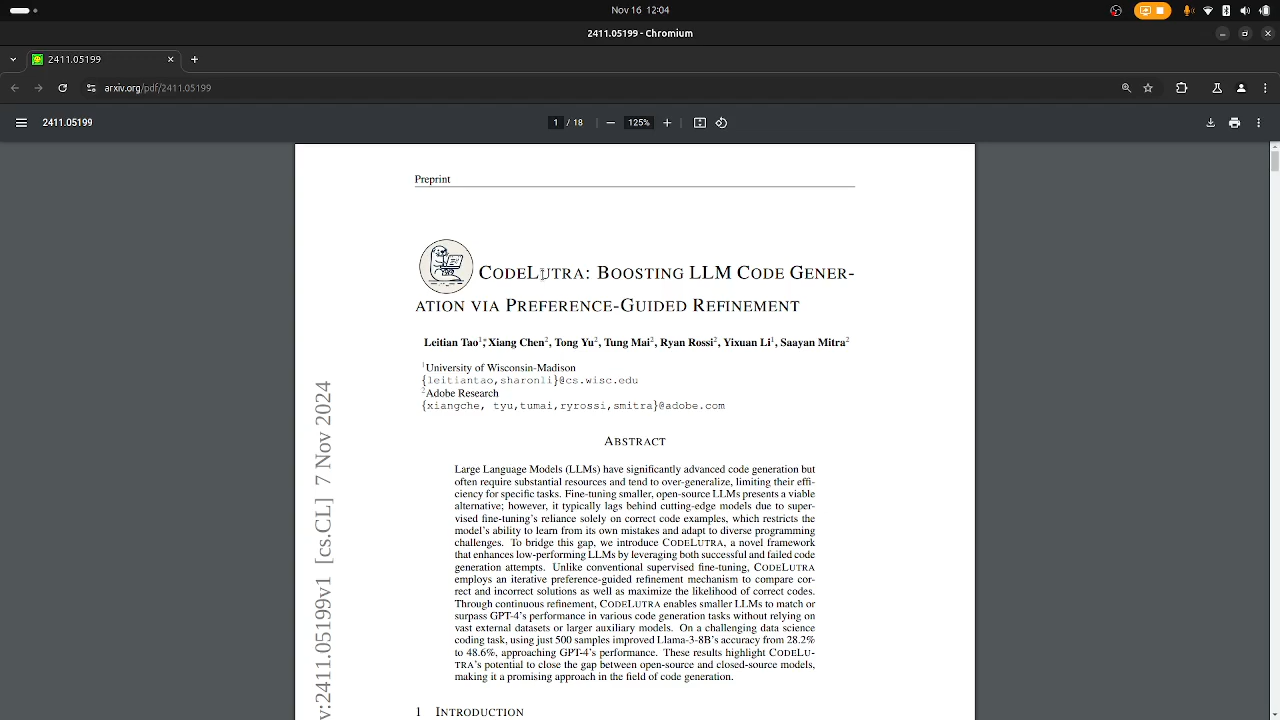 Nov 16 12:04
2411.05199 - Chromium
2411.05199
arxiv.org/pdf/2411.05199
2411.05199
1 / 18
125%
Preprint
CODELUTRA: BOOSTING LLM CODE GENER-
ATION VIA PREFERENCE-GUIDED REFINEMENT
Leitian Tao1*, Xiang Chen2, Tong Yu2, Tung Mai2, Ryan Rossi2, Yixuan Li1, Saayan Mitra2
1University of Wisconsin-Madison
{leitiantao,sharonli}@cs.wisc.edu
2Adobe Research
{xiangche, tyu,tumai,ryrossi,smitra}@adobe.com
ABSTRACT
Large Language Models (LLMs) have significantly advanced code generation but
often require substantial resources and tend to over-generalize, limiting their effi-
ciency for specific tasks. Fine-tuning smaller, open-source LLMs presents a viable
alternative; however, it typically lags behind cutting-edge models due to super-
vised fine-tuning's reliance solely on correct code examples, which restricts the
model's ability to learn from its own mistakes and adapt to diverse programming
challenges. To bridge this gap, we introduce CODELUTRA, a novel framework
that enhances low-performing LLMs by leveraging both successful and failed code
generation attempts. Unlike conventional supervised fine-tuning, CODELUTRA
employs an iterative preference-guided refinement mechanism to compare cor-
rect and incorrect solutions as well as maximize the likelihood of correct codes.
Through continuous refinement, CODELUTRA enables smaller LLMs to match or
surpass GPT-4's performance in various code generation tasks without relying on
vast external datasets or larger auxiliary models. On a challenging data science
coding task, using just 500 samples improved Llama-3-8B's accuracy from 28.2%
to 48.6%, approaching GPT-4's performance. These results highlight CODELU-
TRA's potential to close the gap between open-source and closed-source models,
making it a promising approach in the field of code generation.
1 INTRODUCTION
v:2411.05199v1 [cs.CL] 7 Nov 2024